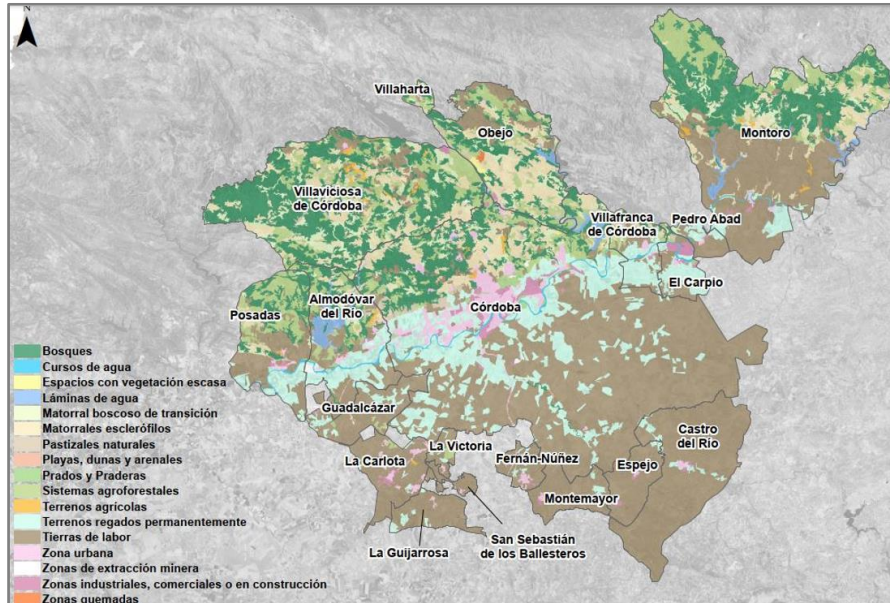 N
Villaharta
Obejo
Montoro
Villaviciosa
de Córdoba
Villafranca
de Córdoba
Pedro Abad
El Carpio
Posadas
Almodóvar
del Río
Córdoba
Guadalcázar
La Victoria
La Carlota
Fernán-Núñez
Castro
del Río
Espejo
Montemayor
San Sebastián
de los Ballesteros
La Guijarrosa
Bosques
Cursos de agua
Espacios con vegetación escasa
Láminas de agua
Matorral boscoso de transición
Matorrales esclerófilos
Pastizales naturales
Playas, dunas y arenales
Prados y Praderas
Sistemas agroforestales
Terrenos agrícolas
Terrenos regados permanentemente
Tierras de labor
Zona urbana
Zonas de extracción minera
Zonas industriales, comerciales o en construcción
Zonas quemadas